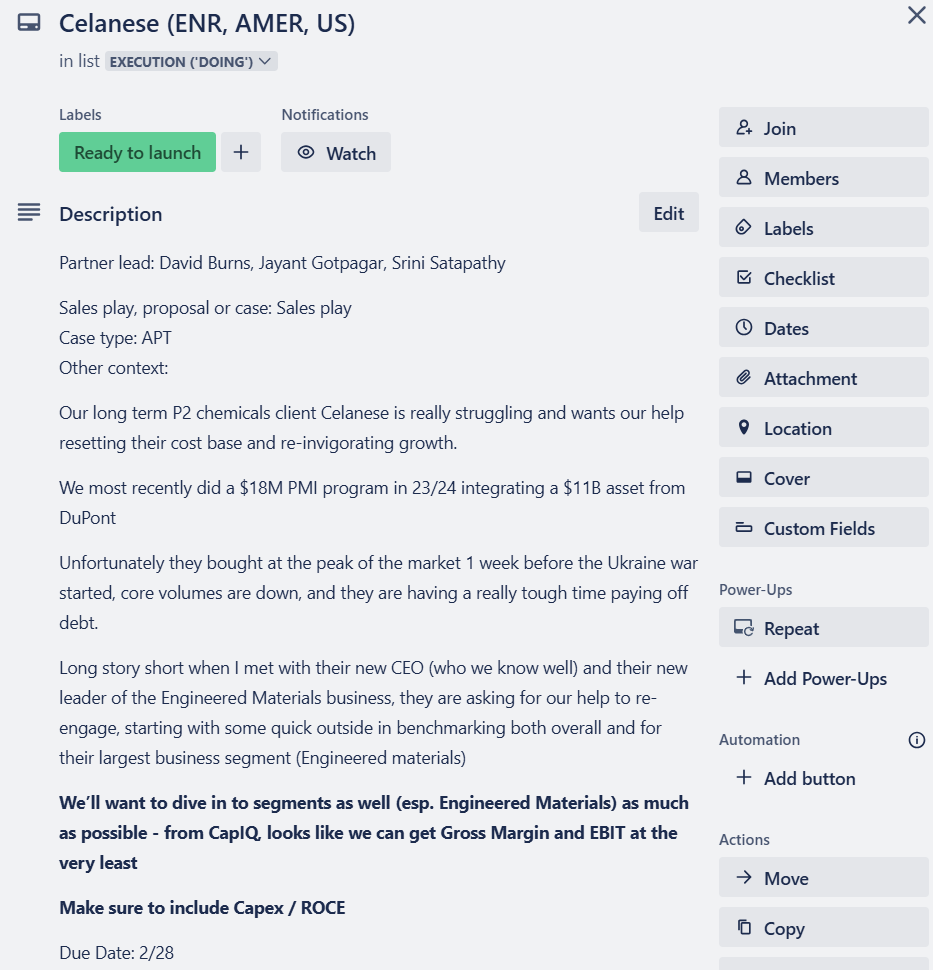 Celanese (ENR, AMER, US)
in list EXECUTION ('DOING')
Labels
Notifications
Ready to launch
+
Watch
Description
Edit
Partner lead: David Burns, Jayant Gotpagar, Srini Satapathy
Sales play, proposal or case: Sales play
Case type: APT
Other context:
Our long term P2 chemicals client Celanese is really struggling and wants our help
resetting their cost base and re-invigorating growth.
We most recently did a $18M PMI program in 23/24 integrating a $11B asset from
DuPont
Unfortunately they bought at the peak of the market 1 week before the Ukraine war
started, core volumes are down, and they are having a really tough time paying off
debt.
Long story short when I met with their new CEO (who we know well) and their new
leader of the Engineered Materials business, they are asking for our help to re-
engage, starting with some quick outside in benchmarking both overall and for
their largest business segment (Engineered materials)
We'll want to dive in to segments as well (esp. Engineered Materials) as much
as possible - from CapIQ, looks like we can get Gross Margin and EBIT at the
very least
Make sure to include Capex / ROCE
Due Date: 2/28
Join
Members
Labels
Checklist
Dates
Attachment
Location
Cover
Custom Fields
Power-Ups
Repeat
+ Add Power-Ups
Automation
+ Add button
Actions
Move
Copy